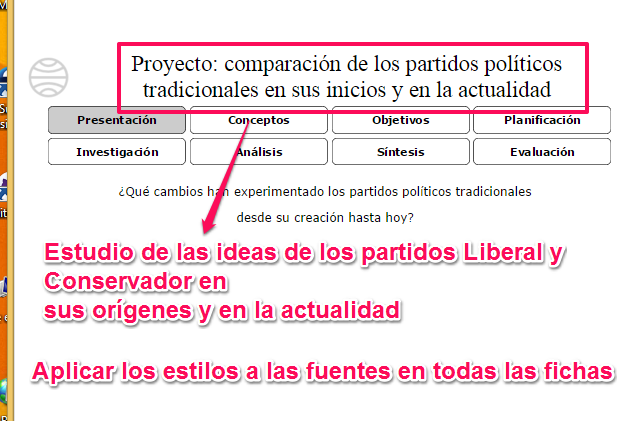 Proyecto: comparación de los partidos políticos
tradicionales en sus inicios y en la actualidad
Presentación Conceptos Objetivos Planificación
Investigación Análisis Síntesis Evaluación
¿Qué cambios han experimentado los partidos políticos tradicionales
desde su creación hasta hoy?
Estudio de las ideas de los partidos Liberal y
Conservador en
sus orígenes y en la actualidad
Aplicar los estilos a las fuentes en todas las fichas